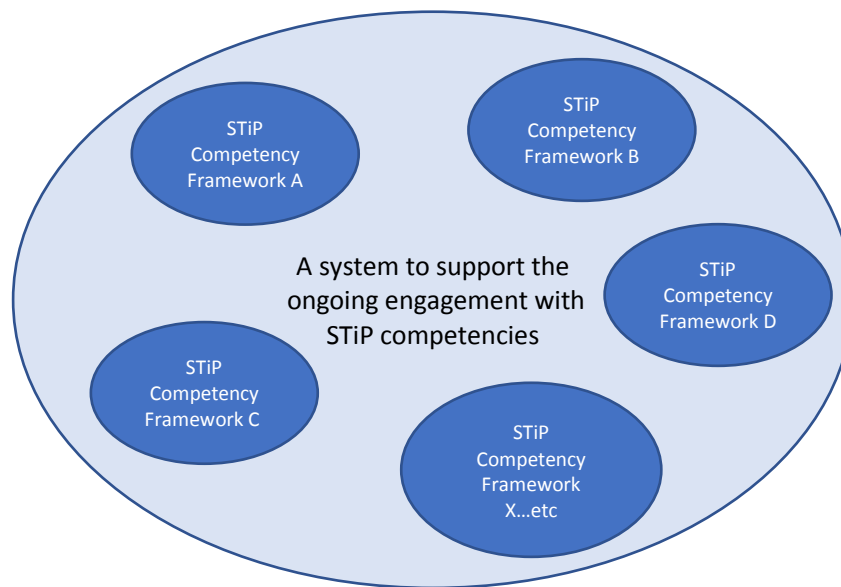 STiP
Competency
Framework A
STiP
Competency
Framework B
A system to support the
ongoing engagement with
STiP competencies
STiP
Competency
Framework D
STiP
Competency
Framework C
STiP
Competency
Framework
X...etc